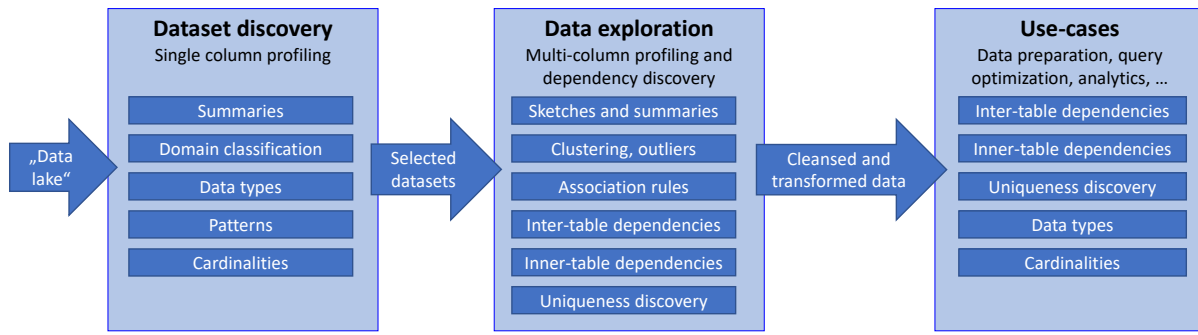 „Data
lake“
Dataset discovery
Single column profiling
Summaries
Domain classification
Data types
Patterns
Cardinalities
Selected
datasets
Data exploration
Multi-column profiling and
dependency discovery
Sketches and summaries
Clustering, outliers
Association rules
Inter-table dependencies
Inner-table dependencies
Uniqueness discovery
Cleansed and
transformed data
Use-cases
Data preparation, query
optimization, analytics, …
Inter-table dependencies
Inner-table dependencies
Uniqueness discovery
Data types
Cardinalities